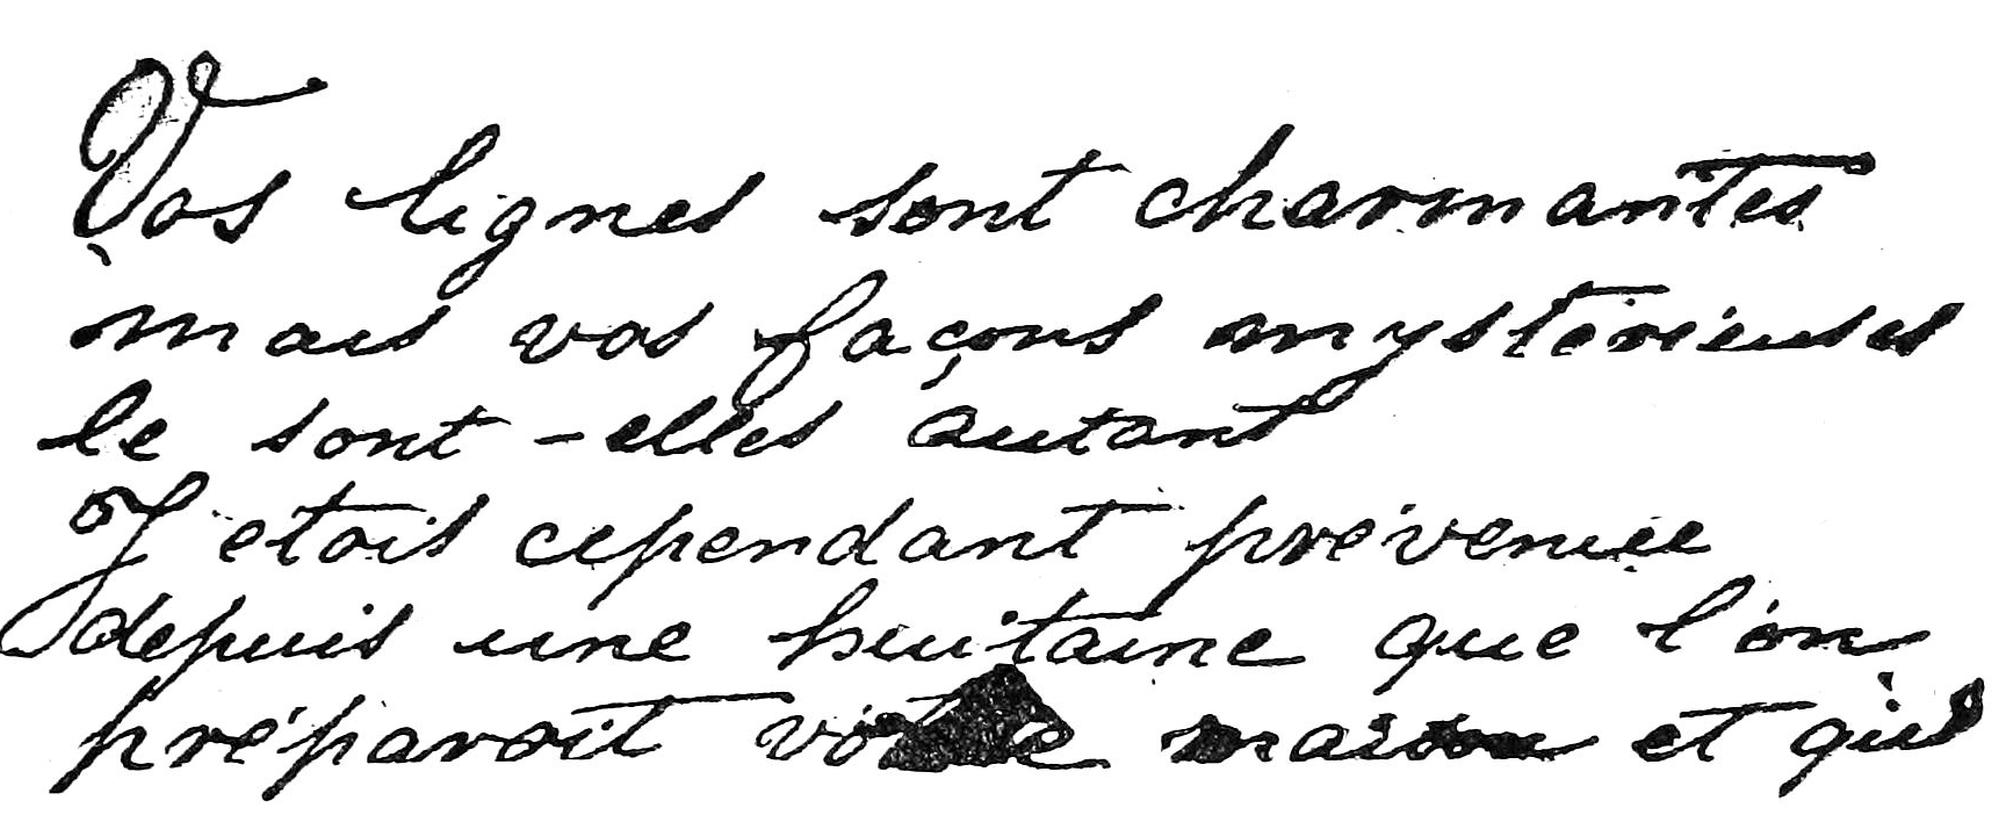 Vos lignes sont charmantes
mais vos façons mystérieuses
le sont-elles autant
J'étois cependant prévenue
depuis une huitaine que l'on
préparoit votre maison et qu'il